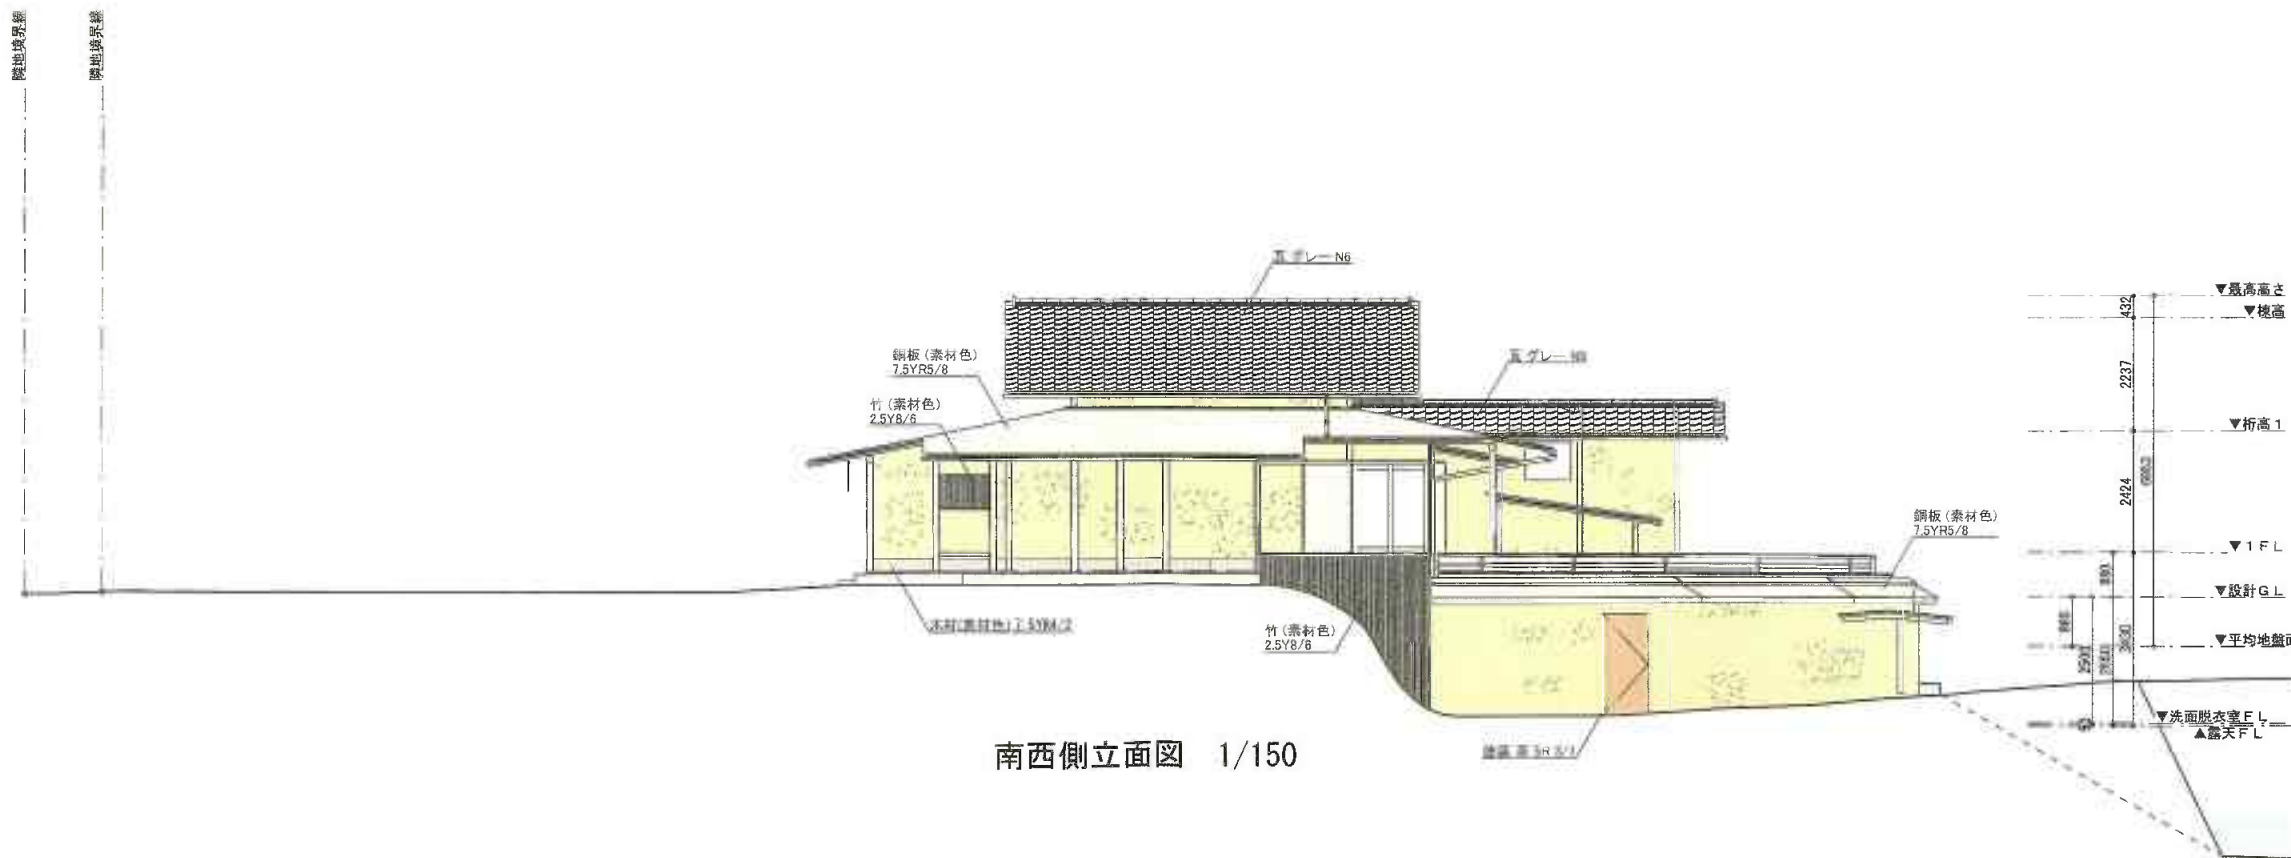 隣地境界線
隣地境界線
瓦 グレー N6
銅板 (素材色)
7.5YR5/8
瓦 グレー
竹 (素材色)
2.5Y8/6
銅板 (素材色)
7.5YR5/8
竹 (素材色)
2.5Y8/6
南西側立面図 1/150
▼最高高さ
432
▼棟高
2237
▼桁高1
2424
▼1FL
▼設計GL
▼平均地盤面
▼洗面脱衣室FL
▲露天FL